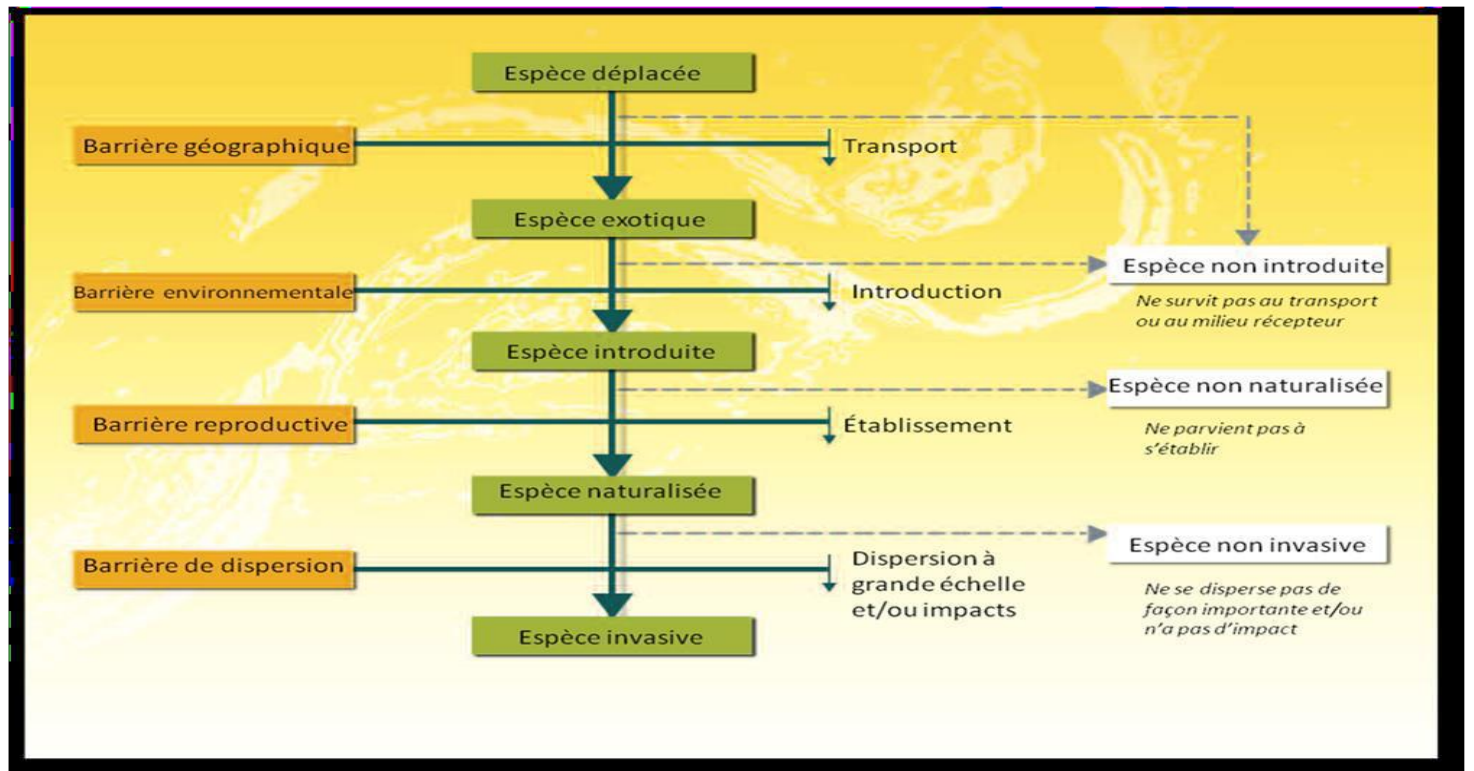 Espèce déplacée
Barrière géographique
Transport
Espèce exotique
Espèce non introduite
Barrière environnementale
Introduction
Ne survit pas au transport
ou au milieu récepteur
Espèce introduite
Espèce non naturalisée
Barrière reproductive
Établissement
Ne parvient pas à
s'établir
Espèce naturalisée
Espèce non invasive
Barrière de dispersion
Dispersion à
grande échelle
et/ou impacts
Ne se disperse pas de
façon importante et/ou
n'a pas d'impact
Espèce invasive